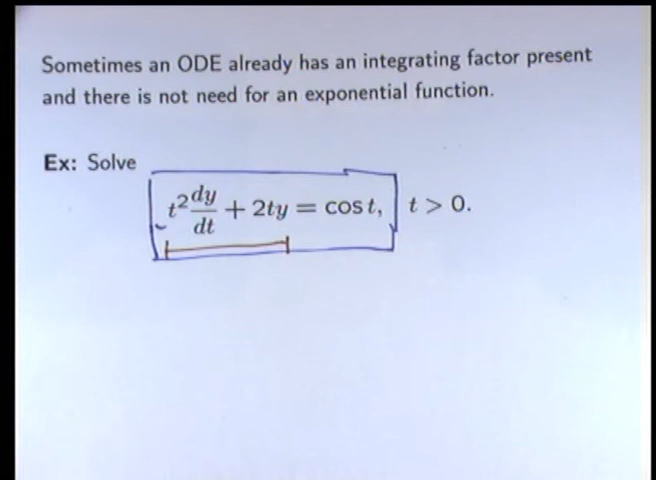 Sometimes an ODE already has an integrating factor present
and there is not need for an exponential function.
Ex: Solve
t² dy/dt + 2ty = cos t, t > 0.